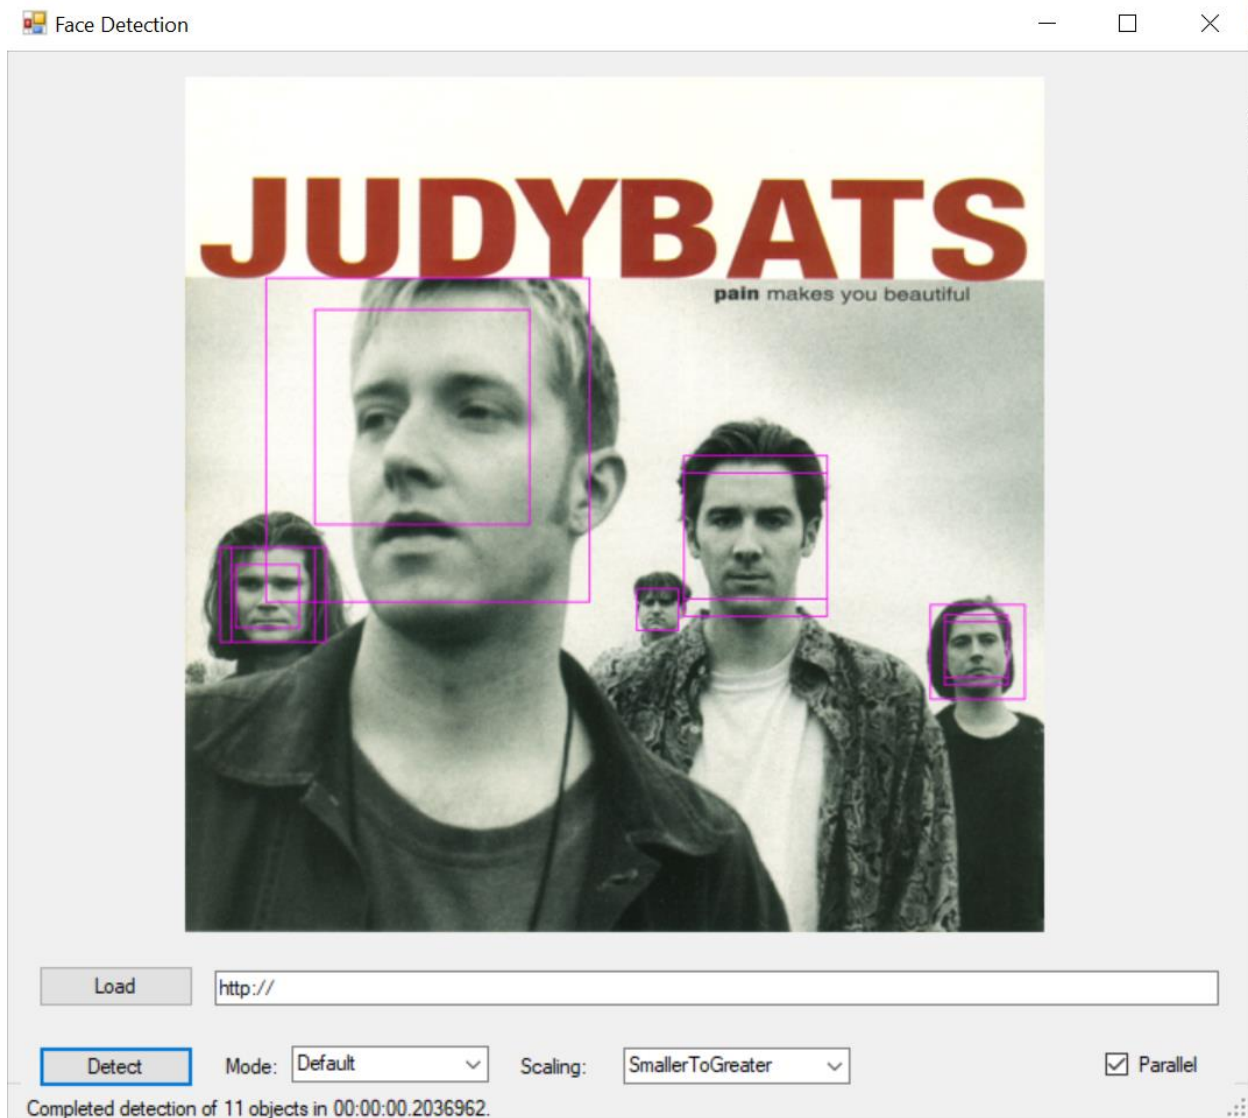 Face Detection
JUDYBATS
pain makes you beautiful
Load
http://
Detect
Mode:
Default
Scaling:
SmallerToGreater
Parallel
Completed detection of 11 objects in 00:00:00.2036962.